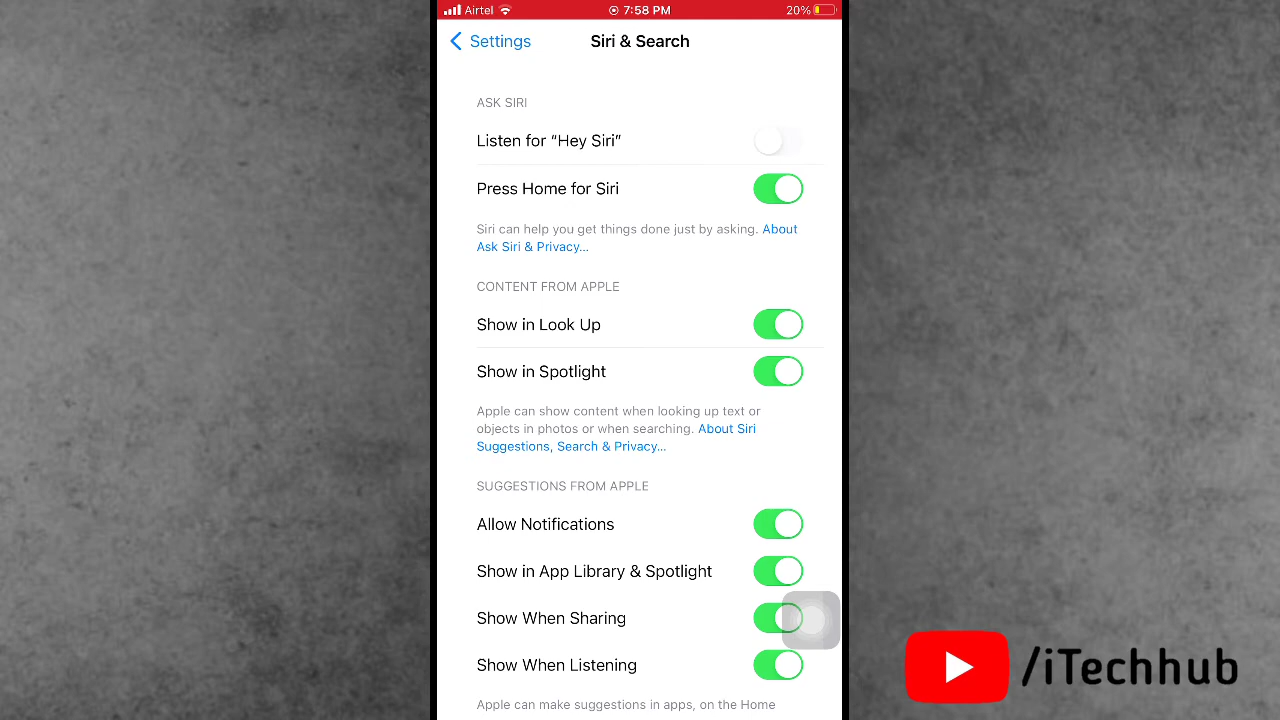 Airtel 7:58 PM 20%
Settings Siri & Search
ASK SIRI
Listen for “Hey Siri”
Press Home for Siri
Siri can help you get things done just by asking. About
Ask Siri & Privacy...
CONTENT FROM APPLE
Show in Look Up
Show in Spotlight
Apple can show content when looking up text or
objects in photos or when searching. About Siri
Suggestions, Search & Privacy...
SUGGESTIONS FROM APPLE
Allow Notifications
Show in App Library & Spotlight
Show When Sharing
Show When Listening
Apple can make suggestions in apps, on the Home
/iTechhub